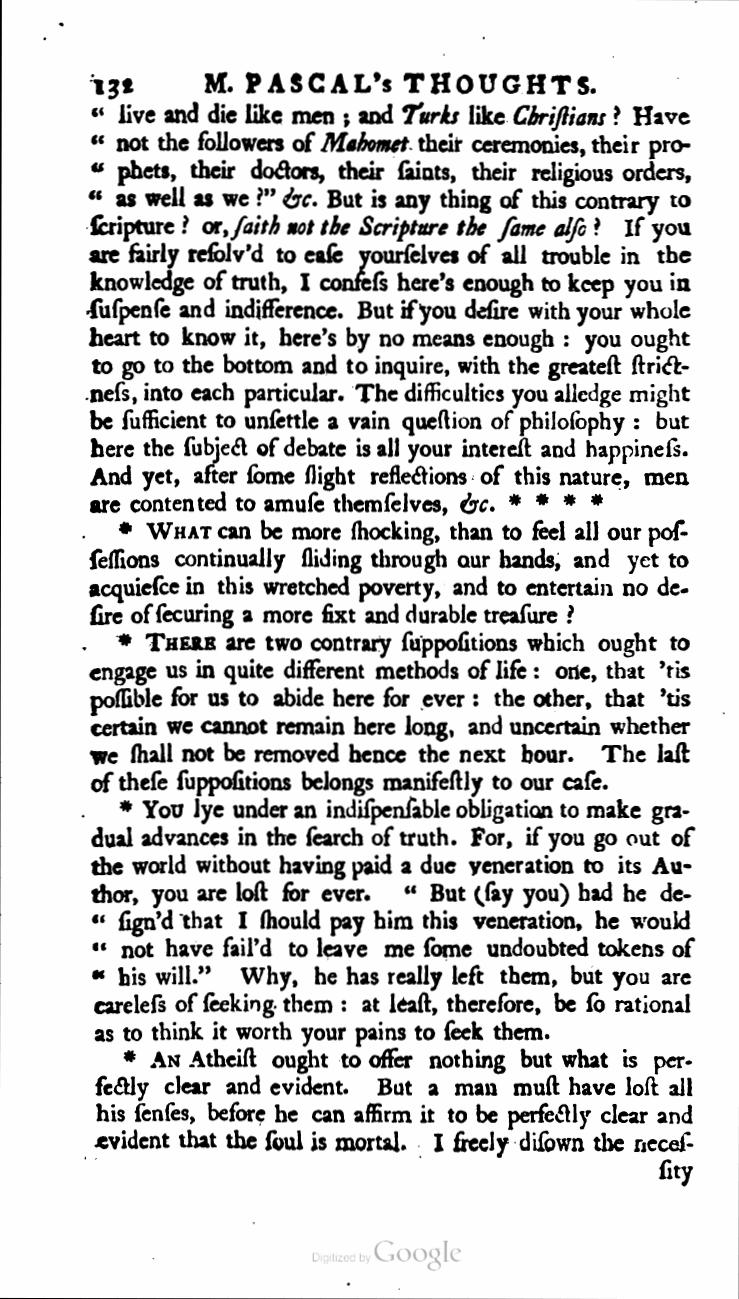 132 M. PASCAL's THOUGHTS.
“ live and die like men ; and Turks like Chriſtians ? Have
“ not the followers of Mahomet their ceremonies, their pro-
“ phets, their doctors, their ſaints, their religious orders,
“ as well as we ?” &c. But is any thing of this contrary to
ſcripture ? or, ſaith not the Scripture the ſame alſo ? If you
are fairly reſolv’d to eaſe yourſelves of all trouble in the
knowledge of truth, I confeſs here’s enough to keep you in
ſuſpenſe and indifference. But if you deſire with your whole
heart to know it, here’s by no means enough : you ought
to go to the bottom and to inquire, with the greateſt ſtrict-
neſs, into each particular. The difficulties you alledge might
be ſufficient to unſettle a vain queſtion of philoſophy : but
here the ſubject of debate is all your intereſt and happineſs.
And yet, after ſome ſlight reflections of this nature, men
are contented to amuſe themſelves, &c. * * * *
* WHAT can be more ſhocking, than to feel all our poſ-
ſeſſions continually ſliding through our hands, and yet to
acquieſce in this wretched poverty, and to entertain no de-
ſire of ſecuring a more fixt and durable treaſure ?
* THERE are two contrary ſuppoſitions which ought to
engage us in quite different methods of life : one, that ’tis
poſſible for us to abide here for ever : the other, that ’tis
certain we cannot remain here long, and uncertain whether
we ſhall not be removed hence the next hour. The laſt
of theſe ſuppoſitions belongs manifeſtly to our caſe.
* YOU lye under an indiſpenſable obligation to make gra-
dual advances in the ſearch of truth. For, if you go out of
the world without having paid a due veneration to its Au-
thor, you are loſt for ever. “ But (ſay you) had he de-
“ ſign’d that I ſhould pay him this veneration, he would
“ not have fail’d to leave me ſome undoubted tokens of
“ his will.” Why, he has really left them, but you are
careleſs of ſeeking them : at leaſt, therefore, be ſo rational
as to think it worth your pains to ſeek them.
* AN Atheiſt ought to offer nothing but what is per-
fectly clear and evident. But a man muſt have loſt all
his ſenſes, before he can affirm it to be perfectly clear and
evident that the ſoul is mortal. I freely diſown the neceſ-
ſity
Digitized by Google